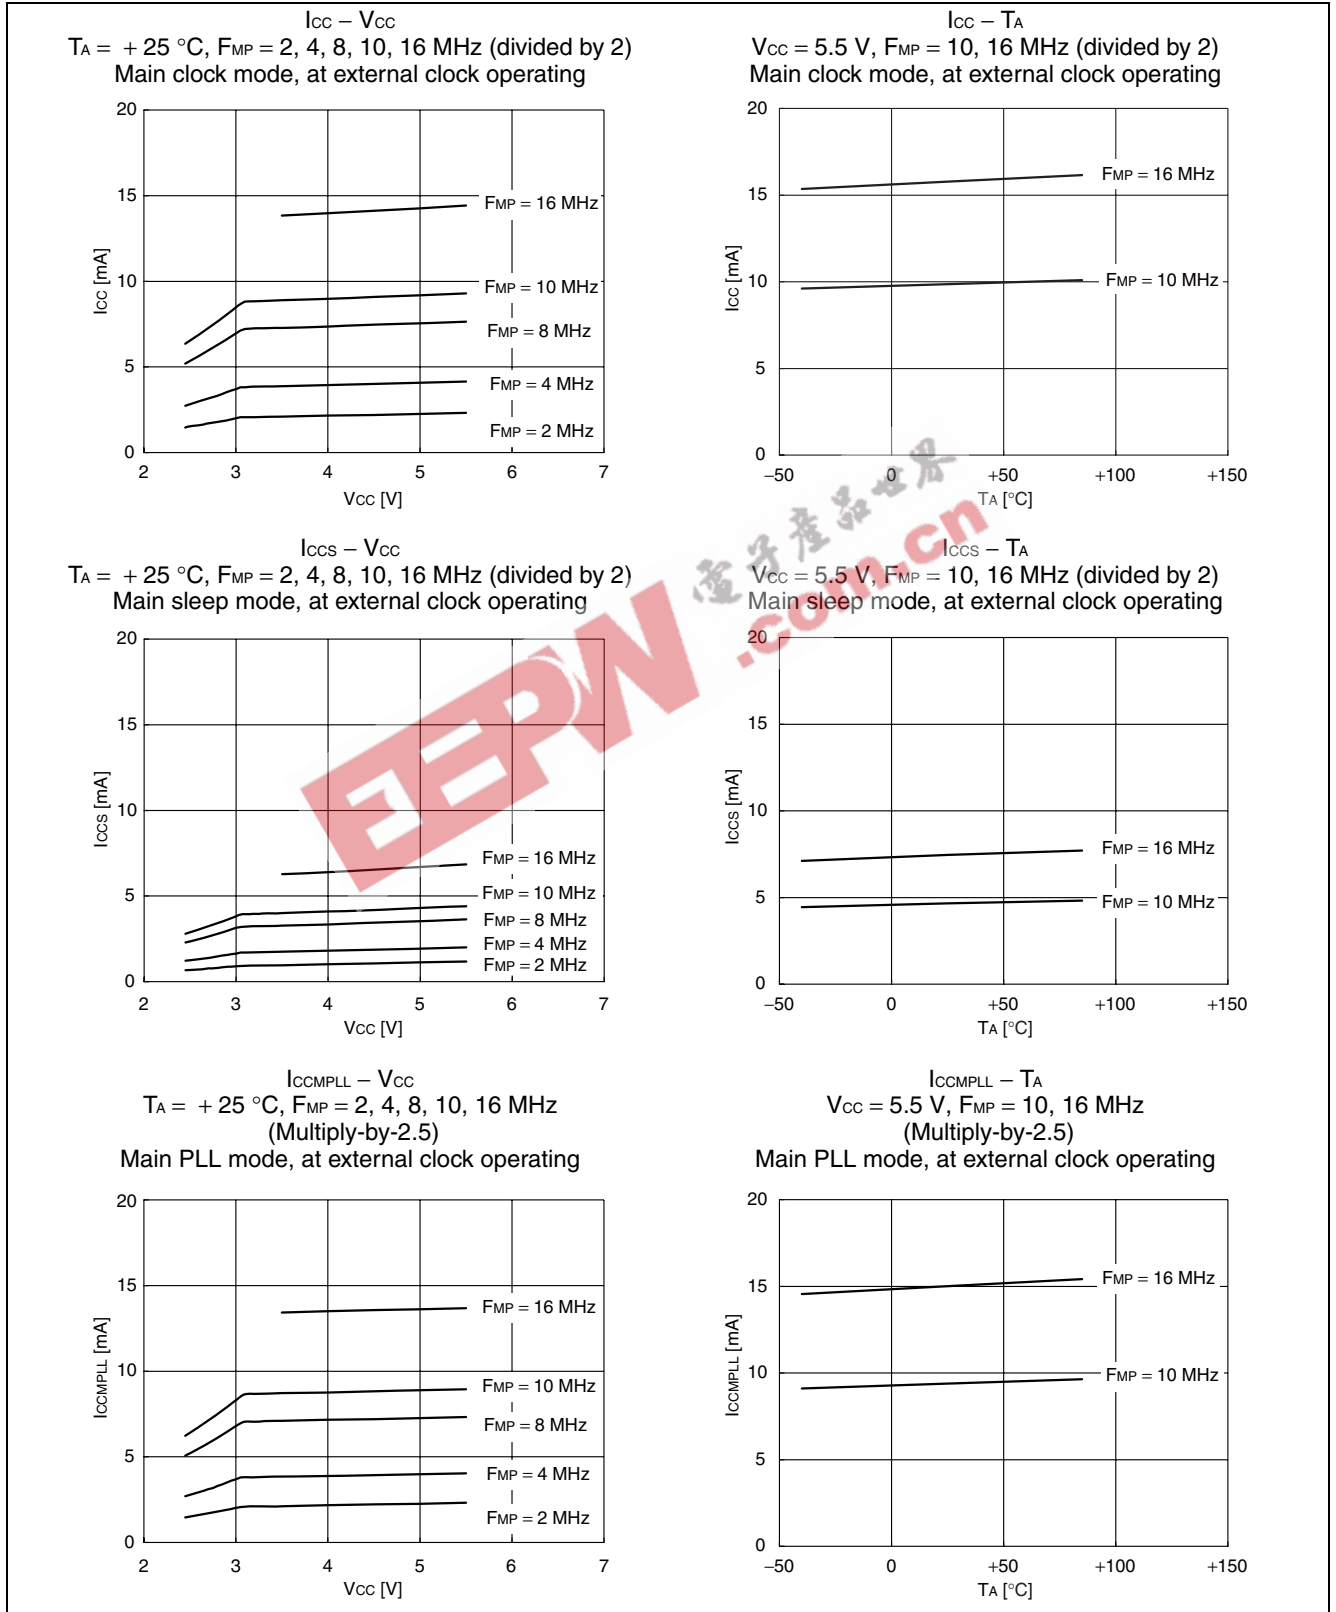 ICC − VCC
TA = + 25 °C, FMP = 2, 4, 8, 10, 16 MHz (divided by 2)
Main clock mode, at external clock operating
20
15
10
5
0
ICC [mA]
FMP = 16 MHz
FMP = 10 MHz
FMP = 8 MHz
FMP = 4 MHz
FMP = 2 MHz
2 3 4 5 6 7
VCC [V]
ICC − TA
VCC = 5.5 V, FMP = 10, 16 MHz (divided by 2)
Main clock mode, at external clock operating
20
15
10
5
0
ICC [mA]
FMP = 16 MHz
FMP = 10 MHz
−50 0 +50 +100 +150
TA [°C]
ICCS − VCC
TA = + 25 °C, FMP = 2, 4, 8, 10, 16 MHz (divided by 2)
Main sleep mode, at external clock operating
20
15
10
5
0
ICCS [mA]
FMP = 16 MHz
FMP = 10 MHz
FMP = 8 MHz
FMP = 4 MHz
FMP = 2 MHz
2 3 4 5 6 7
VCC [V]
ICCS − TA
VCC = 5.5 V, FMP = 10, 16 MHz (divided by 2)
Main sleep mode, at external clock operating
20
15
10
5
0
ICCS [mA]
FMP = 16 MHz
FMP = 10 MHz
−50 0 +50 +100 +150
TA [°C]
ICCMPLL − VCC
TA = + 25 °C, FMP = 2, 4, 8, 10, 16 MHz
(Multiply-by-2.5)
Main PLL mode, at external clock operating
20
15
10
5
0
ICCMPLL [mA]
FMP = 16 MHz
FMP = 10 MHz
FMP = 8 MHz
FMP = 4 MHz
FMP = 2 MHz
2 3 4 5 6 7
VCC [V]
ICCMPLL − TA
VCC = 5.5 V, FMP = 10, 16 MHz
(Multiply-by-2.5)
Main PLL mode, at external clock operating
20
15
10
5
0
ICCMPLL [mA]
FMP = 16 MHz
FMP = 10 MHz
−50 0 +50 +100 +150
TA [°C]
EEPW
.com.cn
電子產品世界